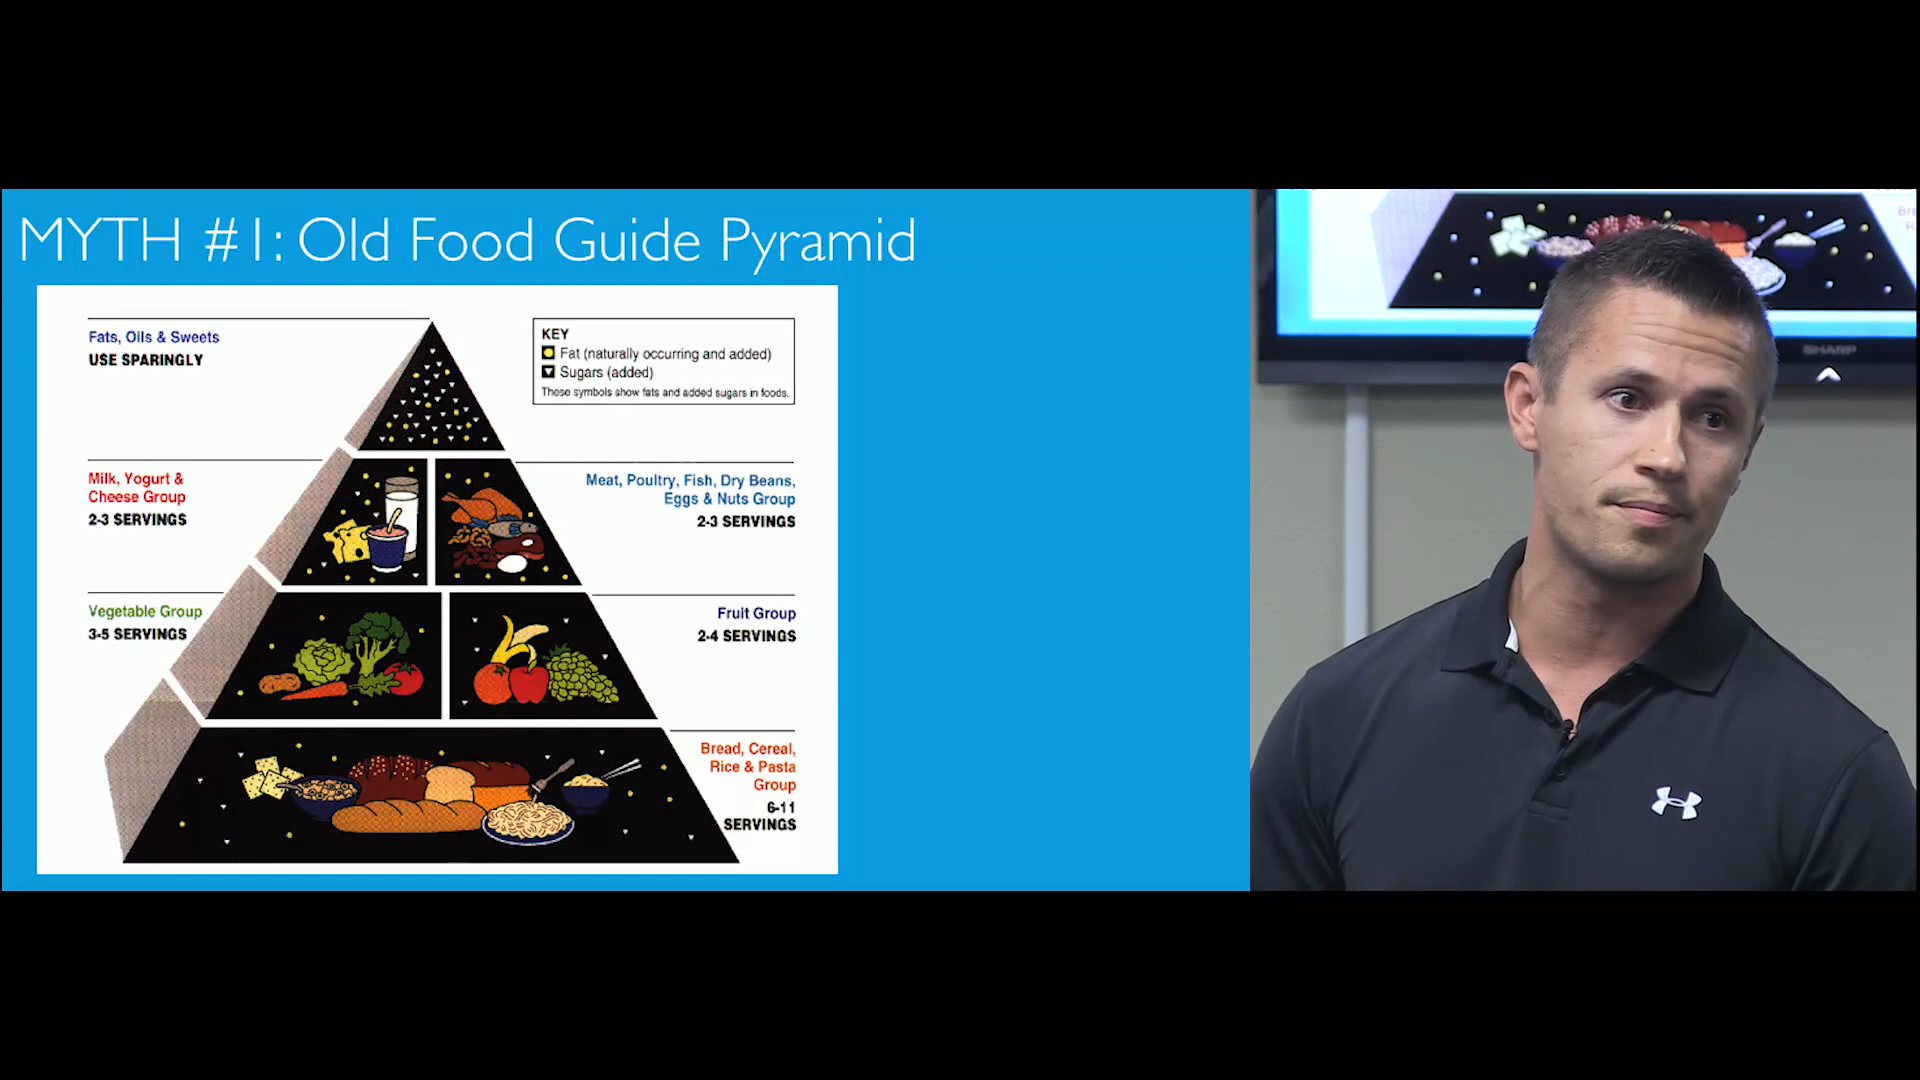 MYTH #1: Old Food Guide Pyramid
Fats, Oils & Sweets
USE SPARINGLY
KEY
Fat (naturally occurring and added)
Sugars (added)
These symbols show fats and added sugars in foods.
Milk, Yogurt &
Cheese Group
2-3 SERVINGS
Meat, Poultry, Fish, Dry Beans,
Eggs & Nuts Group
2-3 SERVINGS
Vegetable Group
3-5 SERVINGS
Fruit Group
2-4 SERVINGS
Bread, Cereal,
Rice & Pasta
Group
6-11
SERVINGS
SHARP